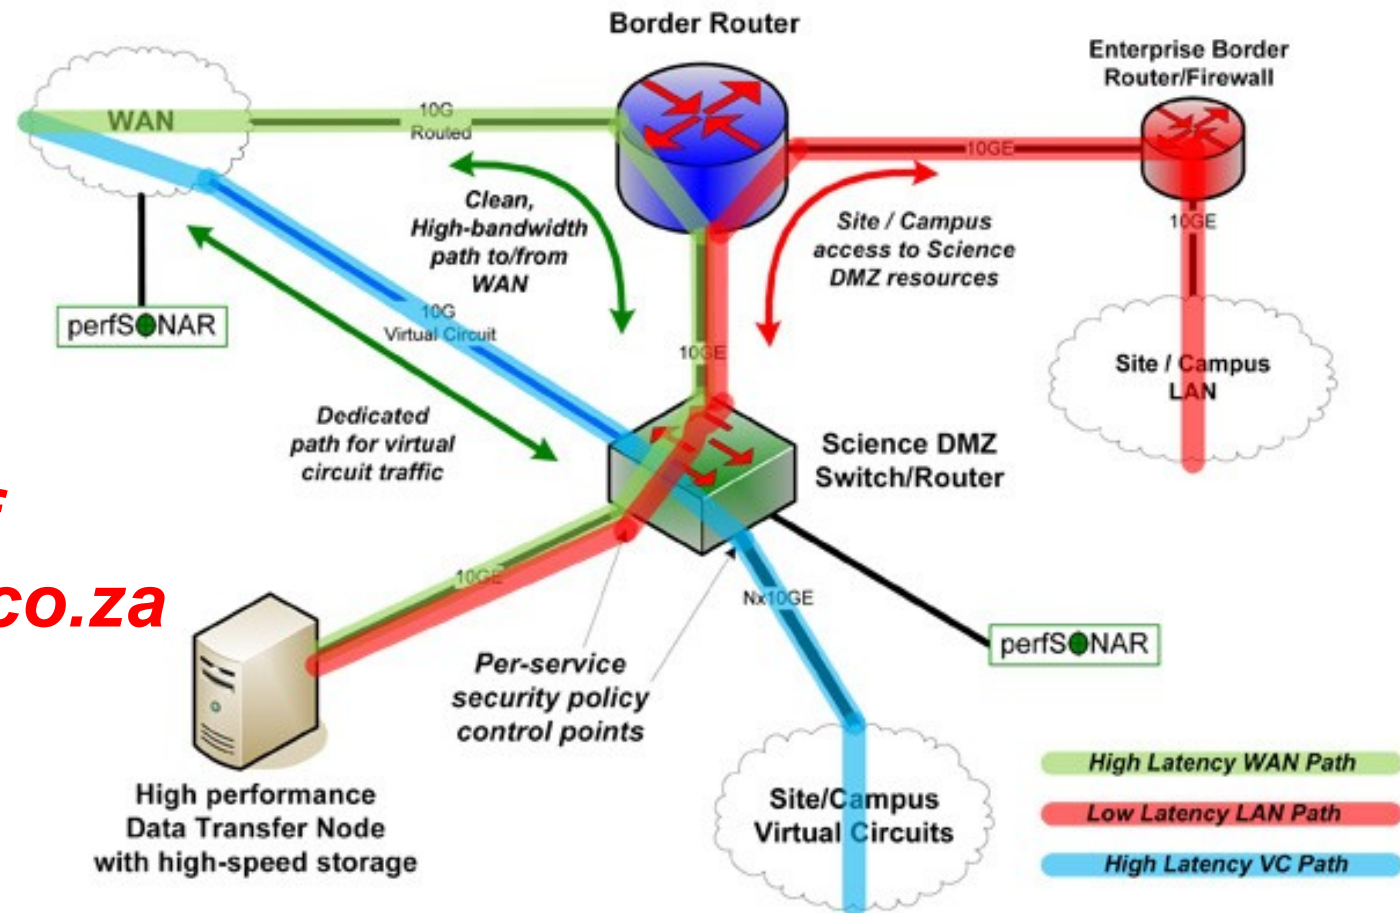 Border Router
Enterprise Border
Router/Firewall
WAN
10G
Routed
10GE
10GE
Clean,
High-bandwidth
path to/from
WAN
Site / Campus
access to Science
DMZ resources
perfSONAR
10G
Virtual Circuit
10GE
Site / Campus
LAN
Dedicated
path for virtual
circuit traffic
Science DMZ
Switch/Router
co.za
10GE
Nx10GE
perfSONAR
Per-service
security policy
control points
High performance
Data Transfer Node
with high-speed storage
Site/Campus
Virtual Circuits
High Latency WAN Path
Low Latency LAN Path
High Latency VC Path